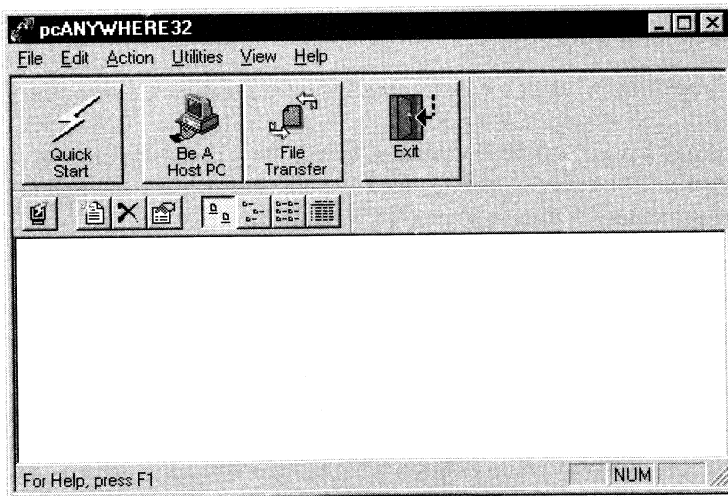 pcANYWHERE32
File Edit Action Utilities View Help
Quick
Start
Be A
Host PC
File
Transfer
Exit
For Help, press F1
NUM